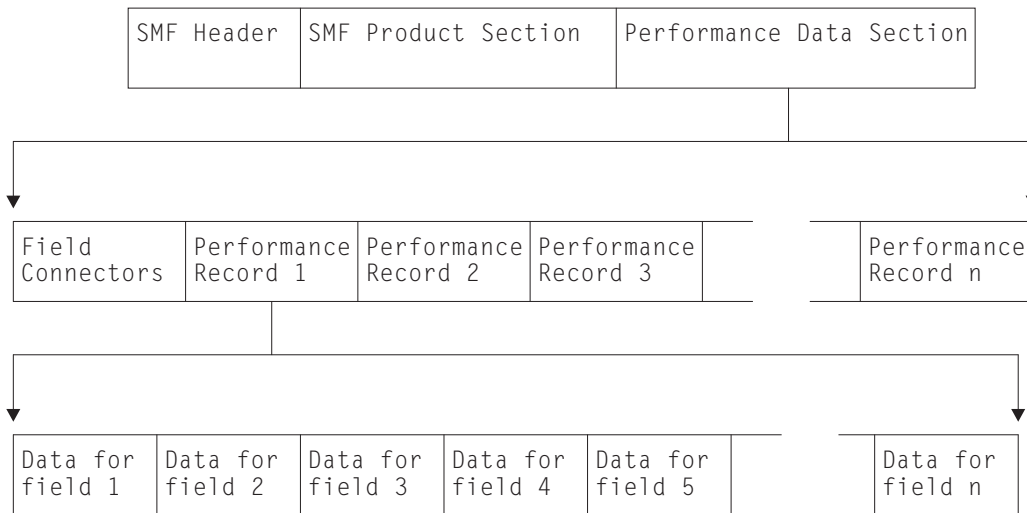 SMF Header SMF Product Section Performance Data Section
Field Connectors
Performance Record 1
Performance Record 2
Performance Record 3
Performance Record n
Data for field 1
Data for field 2
Data for field 3
Data for field 4
Data for field 5
Data for field n